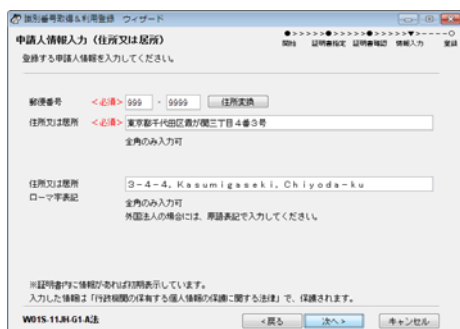 識別番号取得&利用登録 ウィザード
申請人情報入力(住所又は居所)
●>>>>>●>>>>>●>>>>>▼>----○
開始 証明書指定 証明書確認 情報入力 登録
登録する申請人情報を入力してください。
郵便番号 <必須> 999 - 9999 住所変換
住所又は居所 <必須> 東京都千代田区霞が関三丁目4番3号
全角のみ入力可
住所又は居所 3-4-4, Kasumigaseki, Chiyoda-ku
ローマ字表記
全角のみ入力可
外国法人の場合には、原語表記で入力してください。
※証明書内に情報があれば初期表示しています。
入力した情報は「行政機関の保有する個人情報の保護に関する法律」で、保護されます。
W01S-11JH-G1-A法 <戻る 次へ> キャンセル